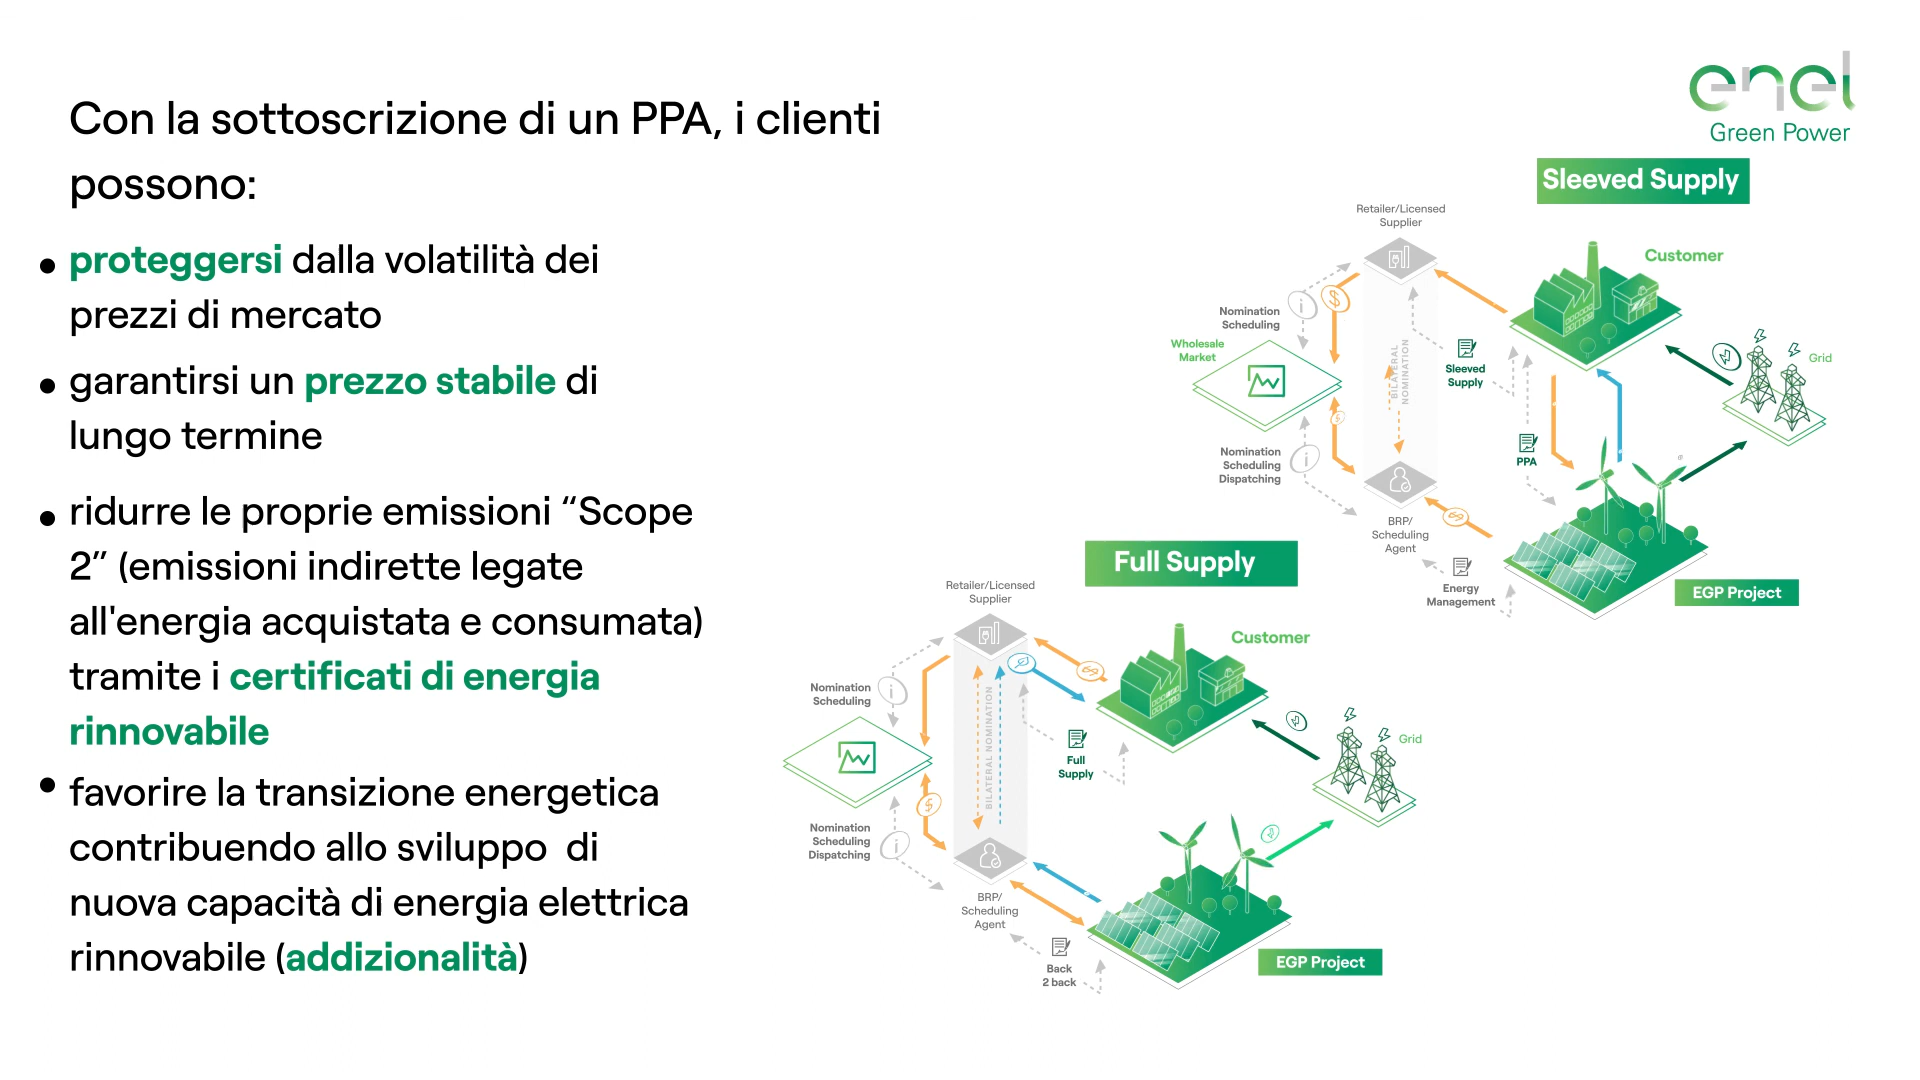 Con la sottoscrizione di un PPA, i clienti
possono:
• proteggersi dalla volatilità dei
prezzi di mercato
• garantirsi un prezzo stabile di
lungo termine
• ridurre le proprie emissioni “Scope
2” (emissioni indirette legate
all'energia acquistata e consumata)
tramite i certificati di energia
rinnovabile
• favorire la transizione energetica
contribuendo allo sviluppo di
nuova capacità di energia elettrica
rinnovabile (addizionalità)
enel
Green Power
Sleeved Supply
Retailer/Licensed
Supplier
Customer
Nomination
Scheduling
Wholesale
Market
BILATERAL
NOMINATION
Sleeved
Supply
Grid
Nomination
Scheduling
Dispatching
PPA
BRP/
Scheduling
Agent
Energy
Management
EGP Project
Full Supply
Retailer/Licensed
Supplier
Customer
Nomination
Scheduling
BILATERAL NOMINATION
Full
Supply
Grid
Nomination
Scheduling
Dispatching
BRP/
Scheduling
Agent
Back
2 back
EGP Project